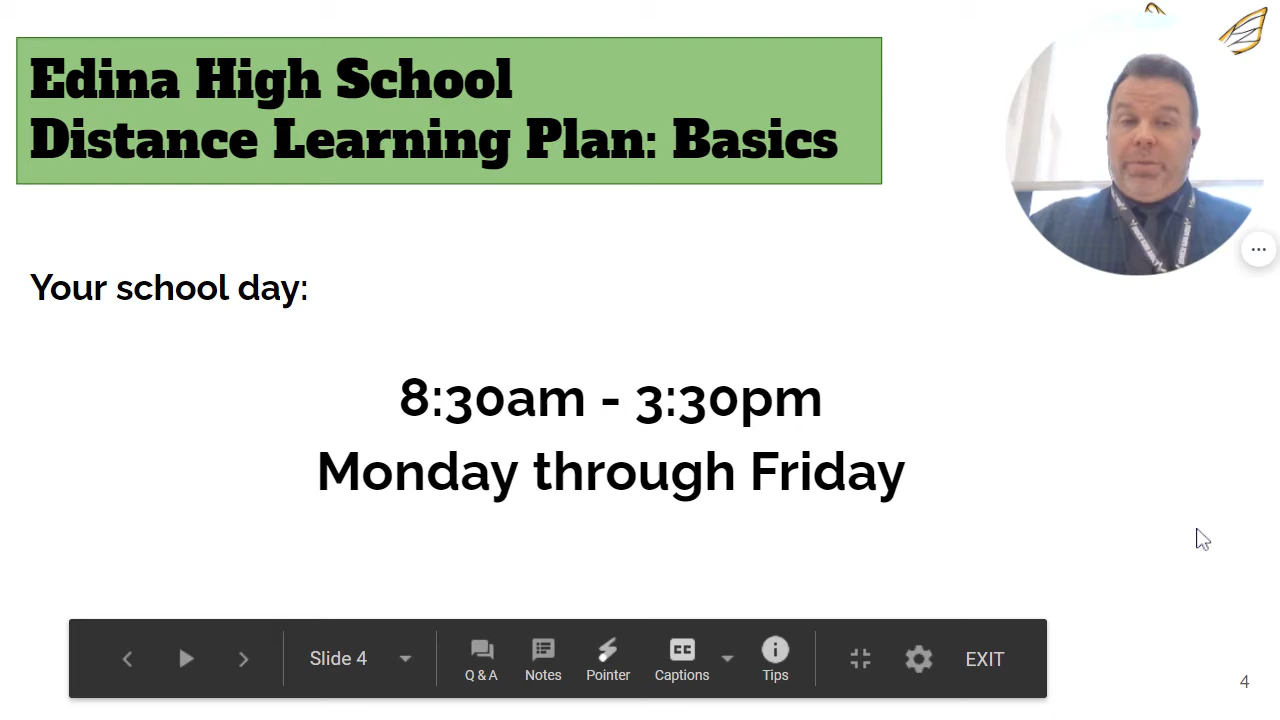 Edina High School
Distance Learning Plan: Basics
Your school day:
8:30am - 3:30pm
Monday through Friday
Slide 4
Q & A
Notes
Pointer
CC
Captions
Tips
EXIT
4